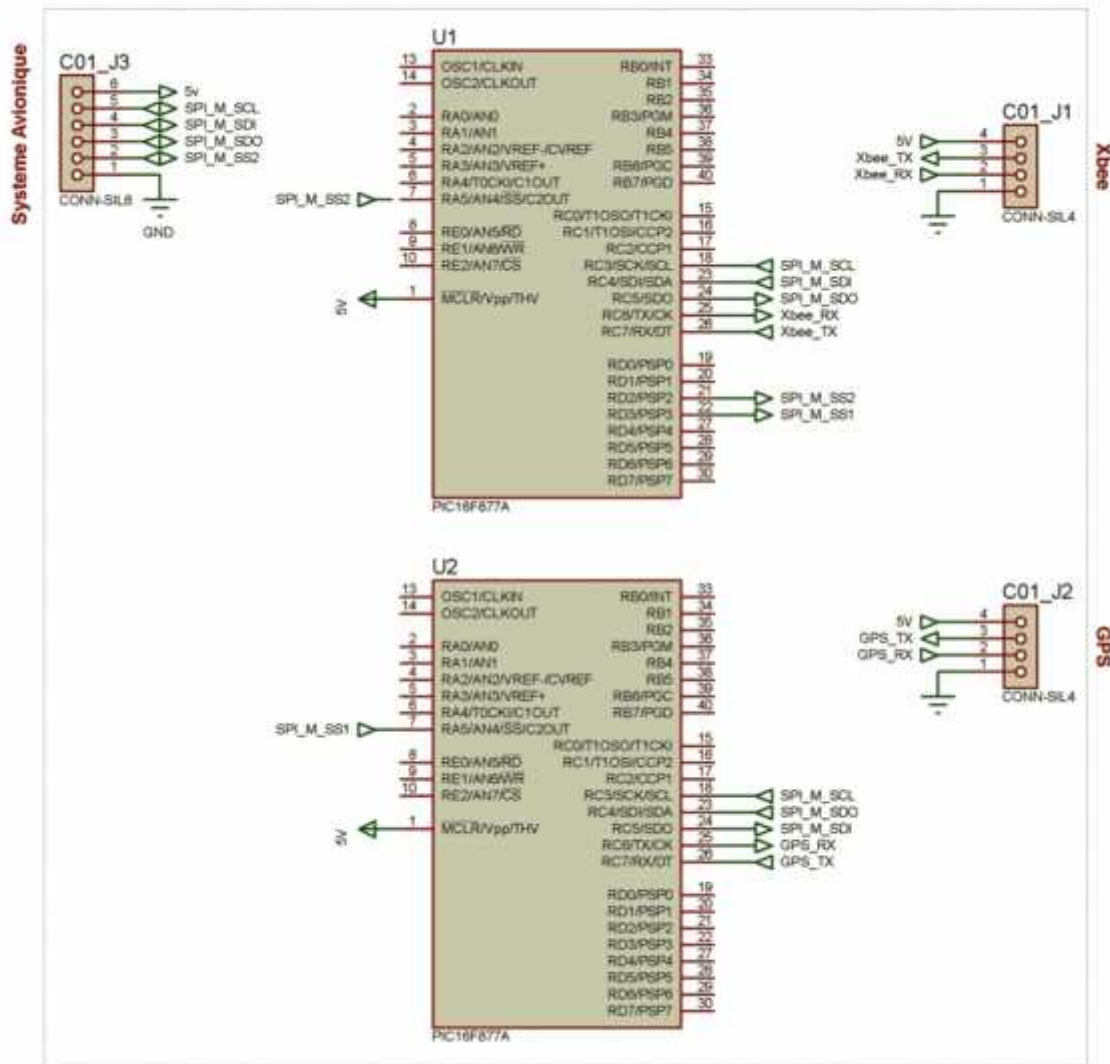 Systeme Avionique
C01_J3
6 5v
5 SPI_M_SCL
4 SPI_M_SDI
3 SPI_M_SDO
2 SPI_M_SS2
1
CONN-SIL6
GND
U1
13 OSC1/CLKIN
14 OSC2/CLKOUT
2 RA0/AN0
3 RA1/AN1
4 RA2/AN2/VREF-/CVREF
5 RA3/AN3/VREF+
6 RA4/T0CKI/C1OUT
SPI_M_SS2 7 RA5/AN4/SS/C2OUT
8 RE0/AN5/RD
9 RE1/AN6/WR
10 RE2/AN7/CS
5V 1 MCLR/Vpp/THV
RB0/INT 33
RB1 34
RB2 35
RB3/PGM 36
RB4 37
RB5 38
RB6/PGC 39
RB7/PGD 40
RC0/T1OSO/T1CKI 15
RC1/T1OSI/CCP2 16
RC2/CCP1 17
RC3/SCK/SCL 18 SPI_M_SCL
RC4/SDI/SDA 23 SPI_M_SDI
RC5/SDO 24 SPI_M_SDO
RC6/TX/CK 25 Xbee_RX
RC7/RX/DT 26 Xbee_TX
RD0/PSP0 19
RD1/PSP1 20
RD2/PSP2 21 SPI_M_SS2
RD3/PSP3 22 SPI_M_SS1
RD4/PSP4 27
RD5/PSP5 28
RD6/PSP6 29
RD7/PSP7 30
PIC16F877A
C01_J1
5V 4
Xbee_TX 3
Xbee_RX 2
1
CONN-SIL4
Xbee
U2
13 OSC1/CLKIN
14 OSC2/CLKOUT
2 RA0/AN0
3 RA1/AN1
4 RA2/AN2/VREF-/CVREF
5 RA3/AN3/VREF+
6 RA4/T0CKI/C1OUT
SPI_M_SS1 7 RA5/AN4/SS/C2OUT
8 RE0/AN5/RD
9 RE1/AN6/WR
10 RE2/AN7/CS
5V 1 MCLR/Vpp/THV
RB0/INT 33
RB1 34
RB2 35
RB3/PGM 36
RB4 37
RB5 38
RB6/PGC 39
RB7/PGD 40
RC0/T1OSO/T1CKI 15
RC1/T1OSI/CCP2 16
RC2/CCP1 17
RC3/SCK/SCL 18 SPI_M_SCL
RC4/SDI/SDA 23 SPI_M_SDO
RC5/SDO 24 SPI_M_SDI
RC6/TX/CK 25 GPS_RX
RC7/RX/DT 26 GPS_TX
RD0/PSP0 19
RD1/PSP1 20
RD2/PSP2 21
RD3/PSP3 22
RD4/PSP4 27
RD5/PSP5 28
RD6/PSP6 29
RD7/PSP7 30
PIC16F877A
C01_J2
5V 4
GPS_TX 3
GPS_RX 2
1
CONN-SIL4
GPS